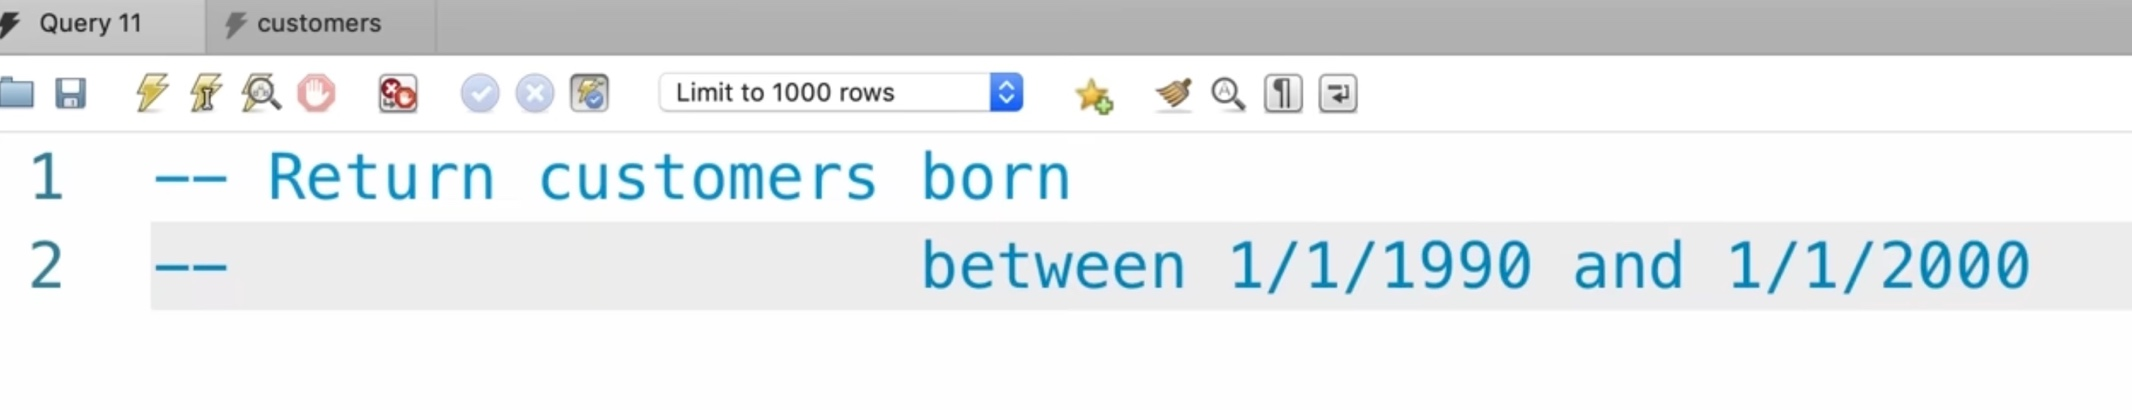 Query 11 customers
Limit to 1000 rows
1 -- Return customers born
2 -- between 1/1/1990 and 1/1/2000